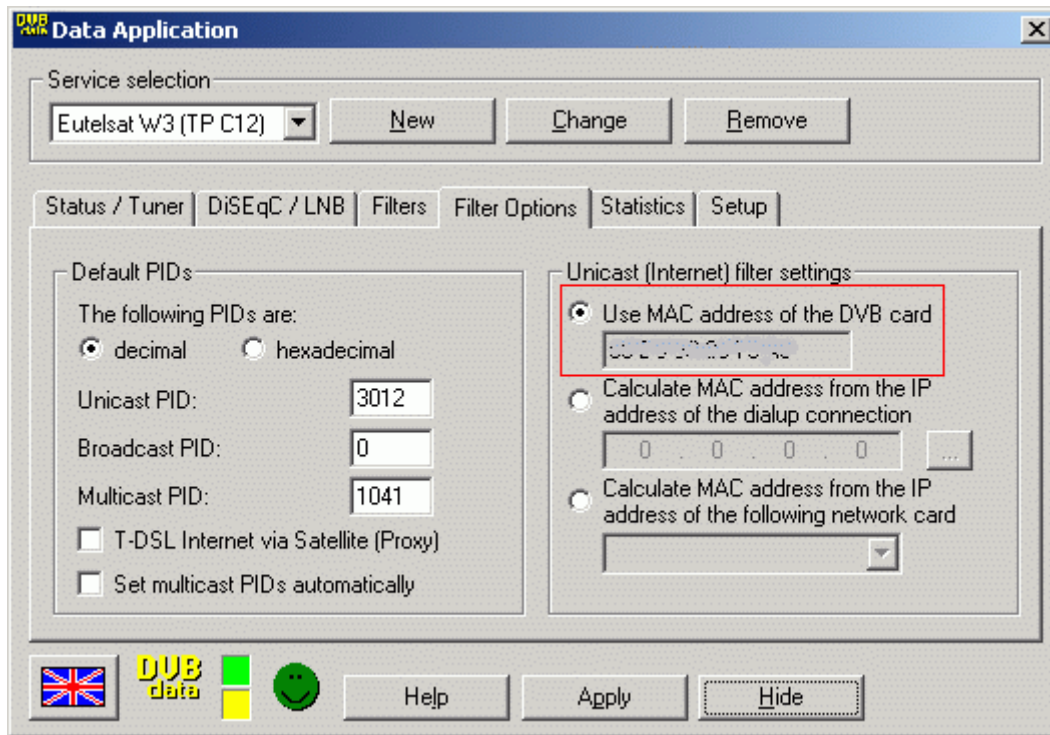 DVB data Data Application
Service selection
Eutelsat W3 (TP C12) New Change Remove
Status / Tuner DiSEqC / LNB Filters Filter Options Statistics Setup
Default PIDs
The following PIDs are:
decimal hexadecimal
Unicast PID: 3012
Broadcast PID: 0
Multicast PID: 1041
T-DSL Internet via Satellite (Proxy)
Set multicast PIDs automatically
Unicast (Internet) filter settings
Use MAC address of the DVB card
Calculate MAC address from the IP
address of the dialup connection
0 . 0 . 0 . 0 ...
Calculate MAC address from the IP
address of the following network card
DVB
data
Help Apply Hide